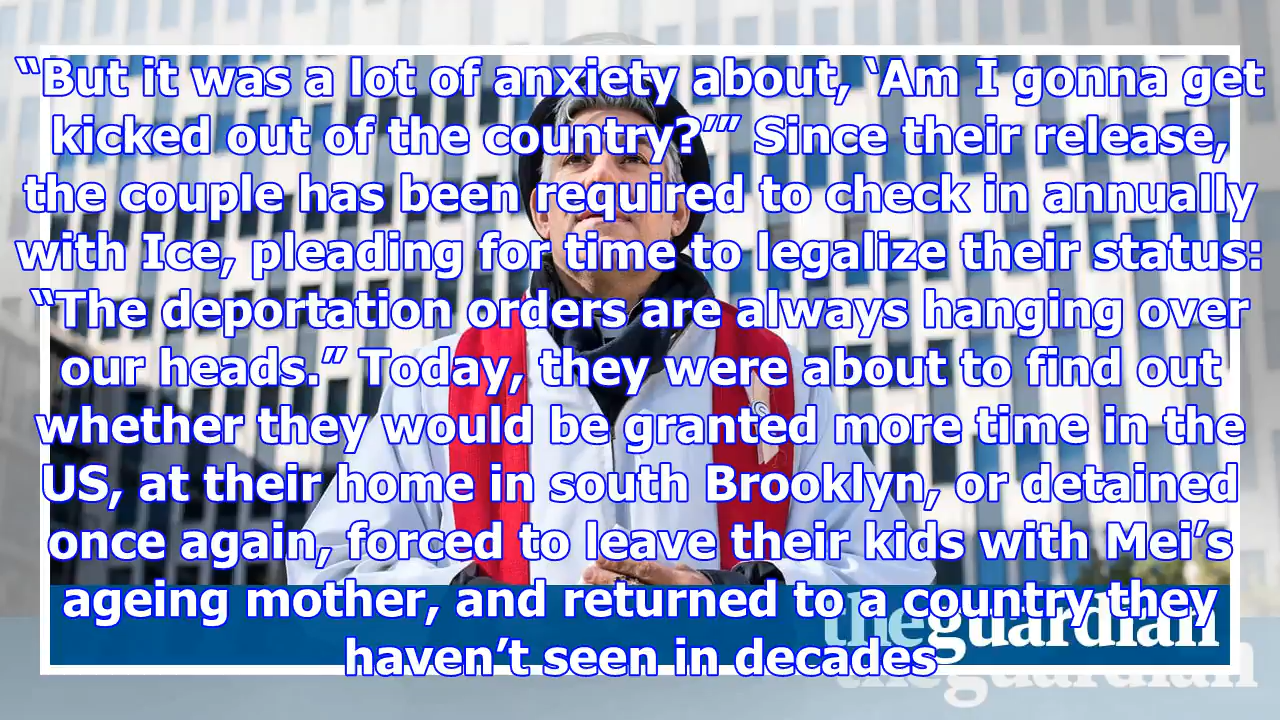 “But it was a lot of anxiety about, ‘Am I gonna get
kicked out of the country?’” Since their release,
the couple has been required to check in annually
with Ice, pleading for time to legalize their status:
“The deportation orders are always hanging over
our heads.” Today, they were about to find out
whether they would be granted more time in the
US, at their home in south Brooklyn, or detained
once again, forced to leave their kids with Mei’s
ageing mother, and returned to a country they
haven’t seen in decades
theguardian
theguardian